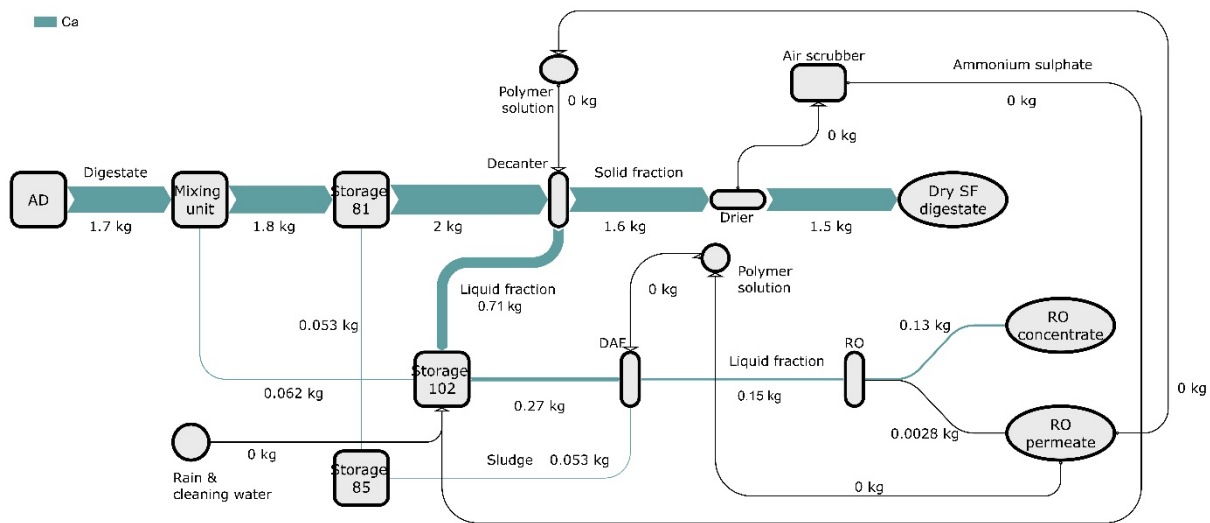 Ca
Air scrubber
Ammonium sulphate
0 kg
Polymer
solution
0 kg
0 kg
Decanter
Digestate
Solid fraction
AD
Mixing
unit
Storage
81
Dry SF
digestate
Drier
1.7 kg
1.8 kg
2 kg
1.6 kg
1.5 kg
Liquid fraction
0.71 kg
0 kg
Polymer
solution
0.053 kg
DAF
RO
RO
concentrate
0.13 kg
Liquid fraction
Storage
102
0.062 kg
0.27 kg
0.15 kg
0 kg
0.0028 kg
RO
permeate
Rain &
cleaning water
0 kg
Storage
85
Sludge 0.053 kg
0 kg